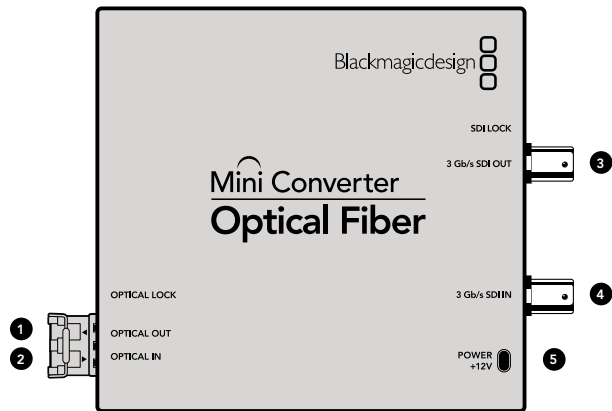 Blackmagicdesign
SDI LOCK
3 Gb/s SDI OUT
3
Mini Converter
Optical Fiber
OPTICAL LOCK
3 Gb/s SDI IN
4
1
OPTICAL OUT
2
OPTICAL IN
POWER
+12V
5